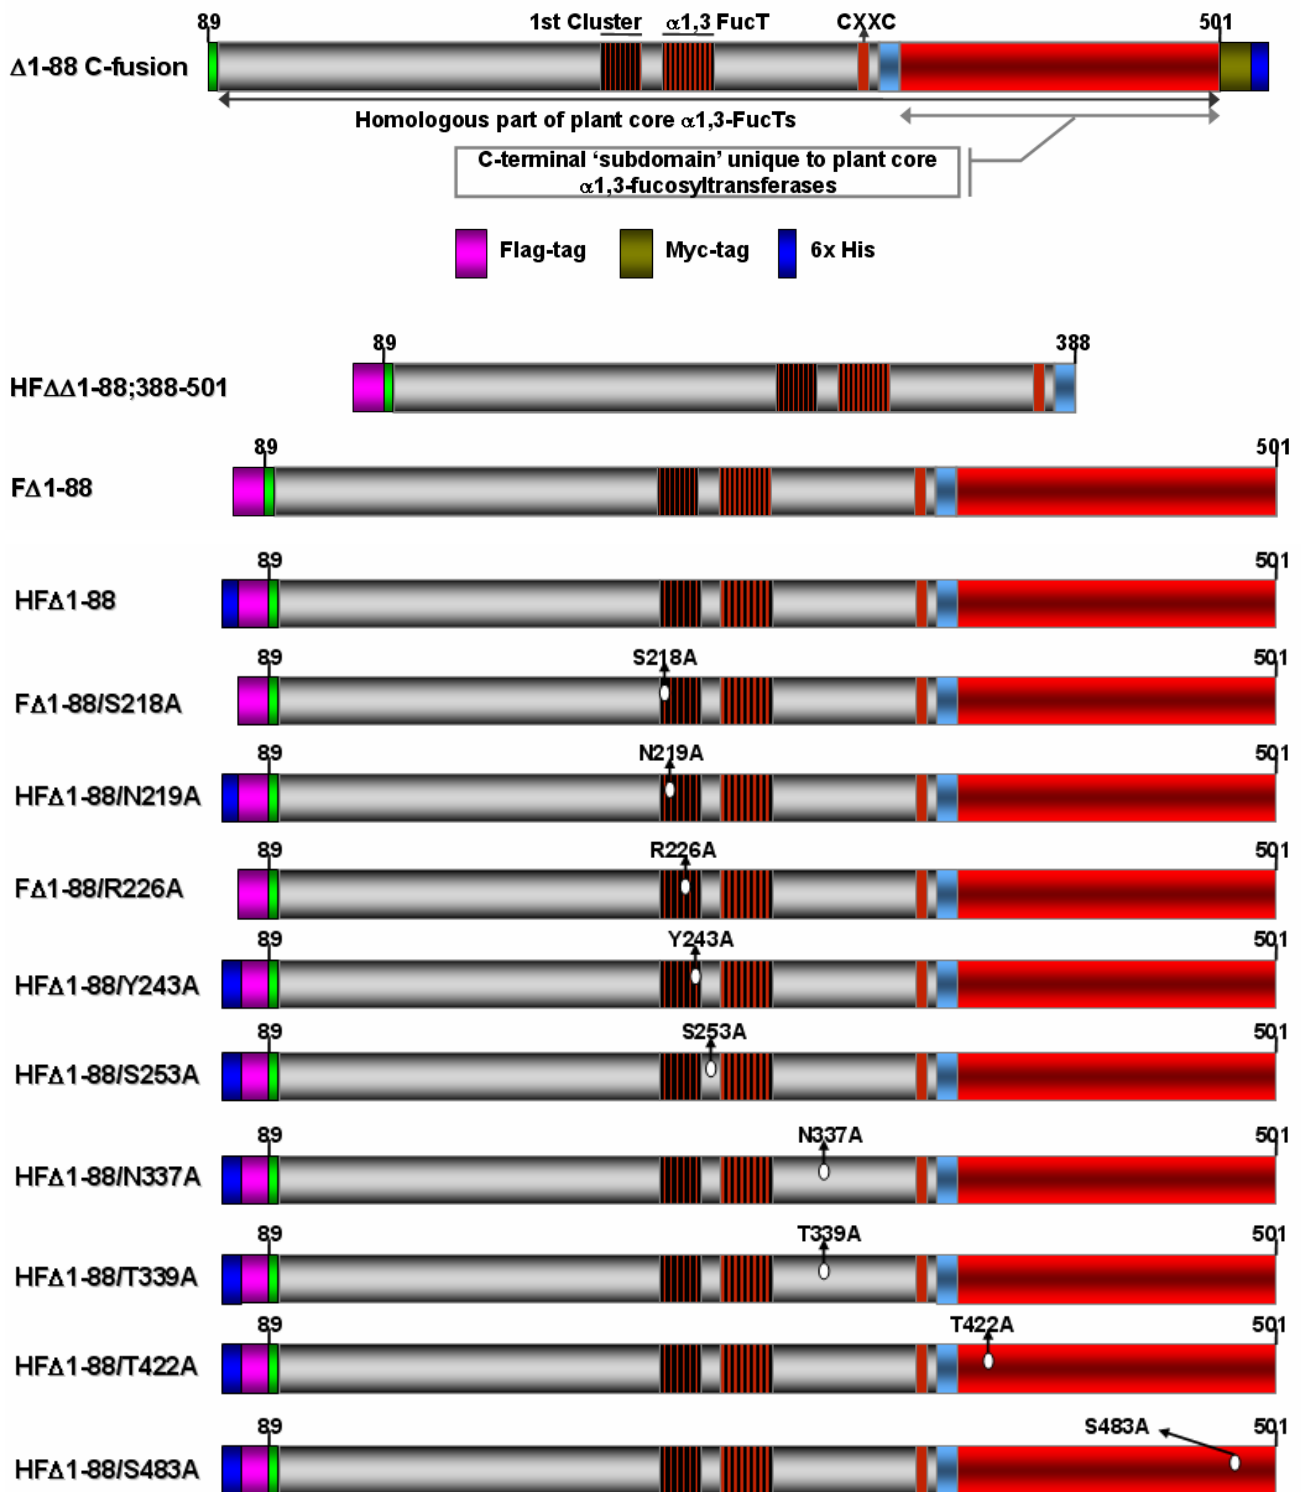 89 1st Cluster α1,3 FucT CXXC 501
Δ1-88 C-fusion
Homologous part of plant core α1,3-FucTs
C-terminal ‘subdomain’ unique to plant core
α1,3-fucosyltransferases
Flag-tag Myc-tag 6x His
89 388
HFΔΔ1-88;388-501
89 501
FΔ1-88
89 501
HFΔ1-88
89 S218A 501
FΔ1-88/S218A
89 N219A 501
HFΔ1-88/N219A
89 R226A 501
FΔ1-88/R226A
89 Y243A 501
HFΔ1-88/Y243A
89 S253A 501
HFΔ1-88/S253A
89 N337A 501
HFΔ1-88/N337A
89 T339A 501
HFΔ1-88/T339A
89 T422A 501
HFΔ1-88/T422A
89 S483A 501
HFΔ1-88/S483A